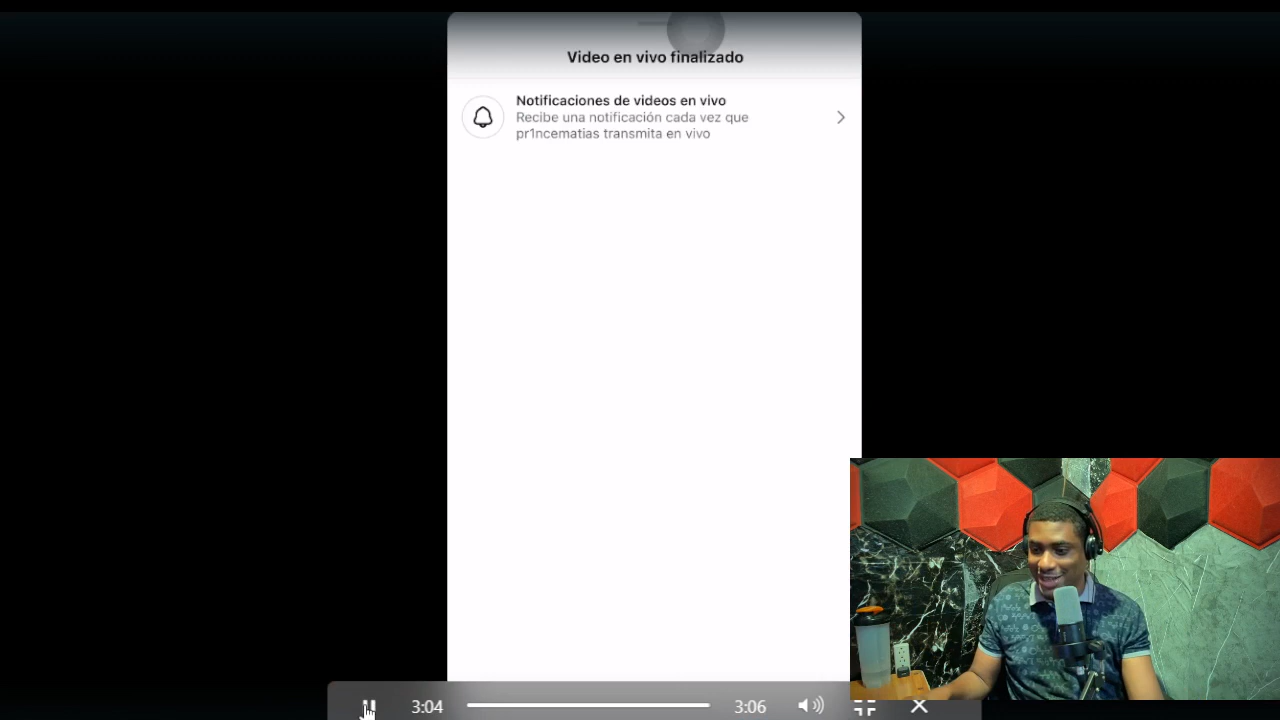 Video en vivo finalizado
Notificaciones de videos en vivo
Recibe una notificación cada vez que
pr1ncematias transmita en vivo
3:04
3:06